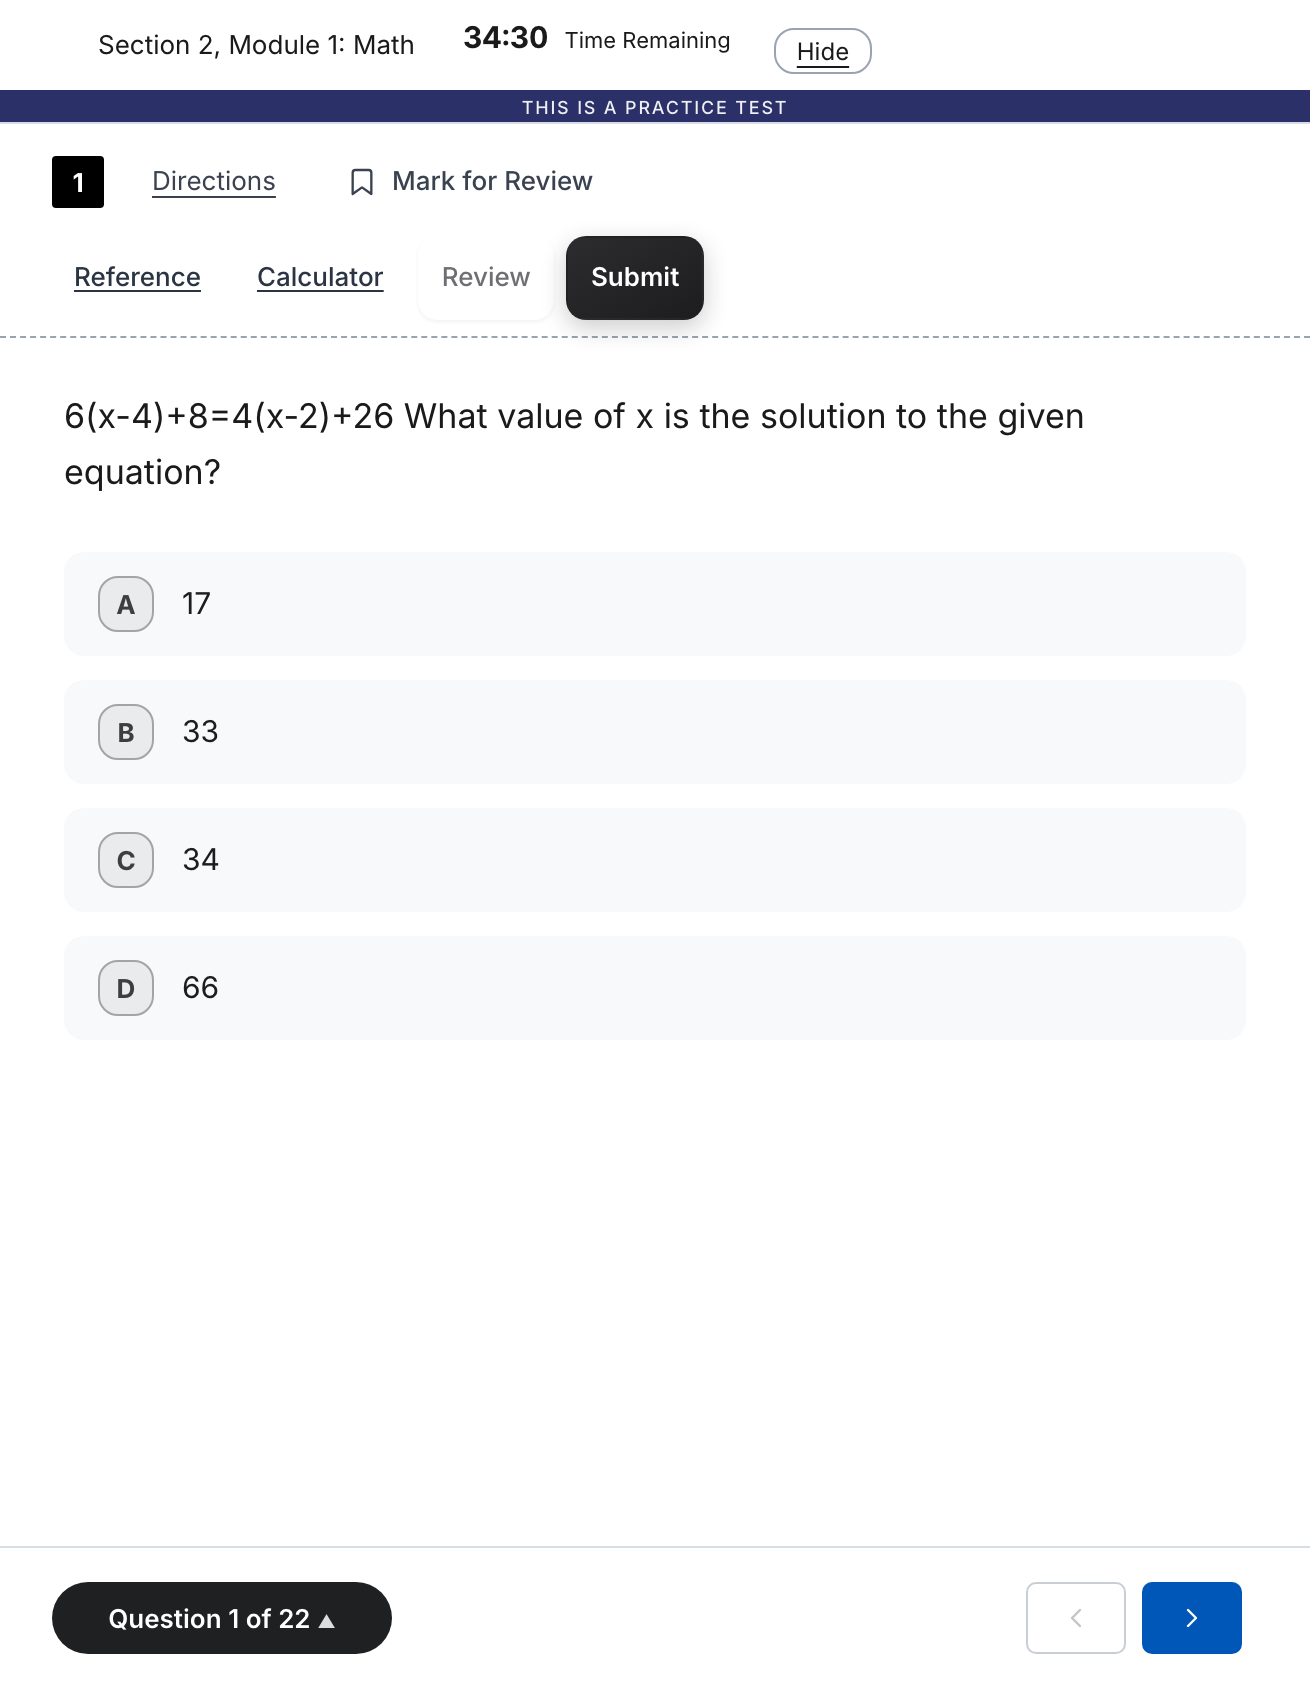 Section 2, Module 1: Math
34:30 Time Remaining
Hide
THIS IS A PRACTICE TEST
1 Directions Mark for Review
Reference Calculator Review Submit
6(x-4)+8=4(x-2)+26 What value of x is the solution to the given
equation?
A 17
B 33
C 34
D 66
Question 1 of 22 ▲